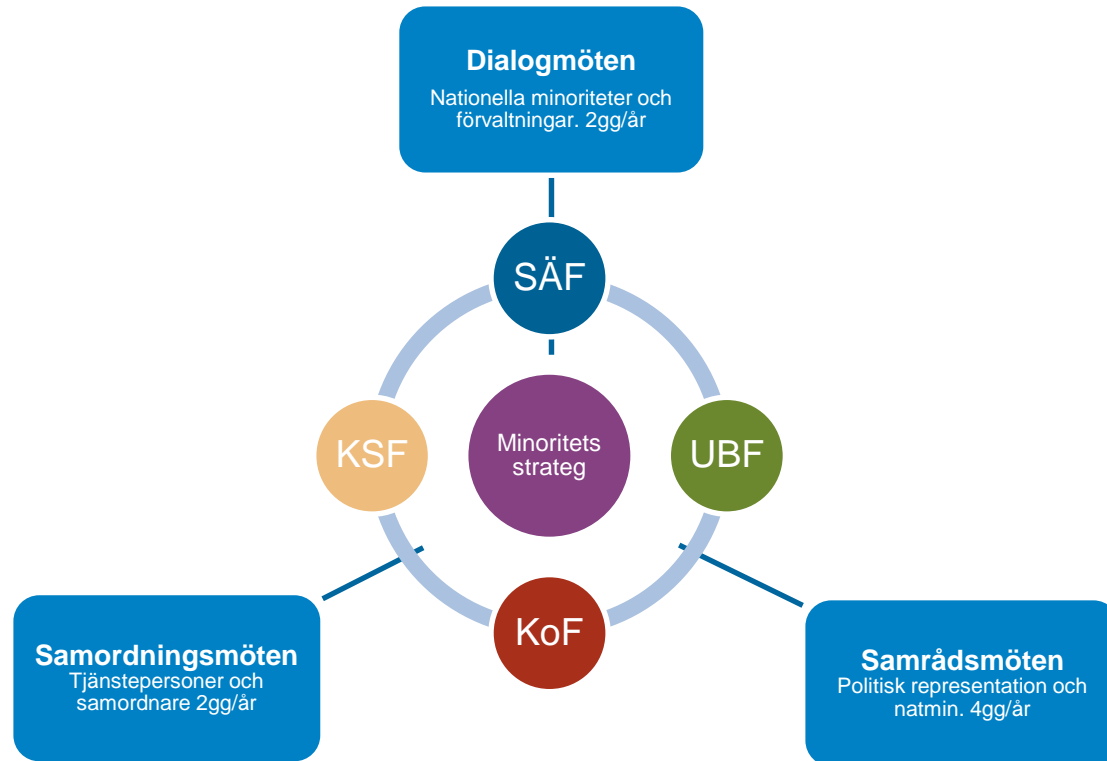 Dialogmöten
Nationella minoriteter och
förvaltningar. 2gg/år
SÄF
KSF
Minoritets
strateg
UBF
KoF
Samordningsmöten
Tjänstepersoner och
samordnare 2gg/år
Samrådsmöten
Politisk representation och
natmin. 4gg/år